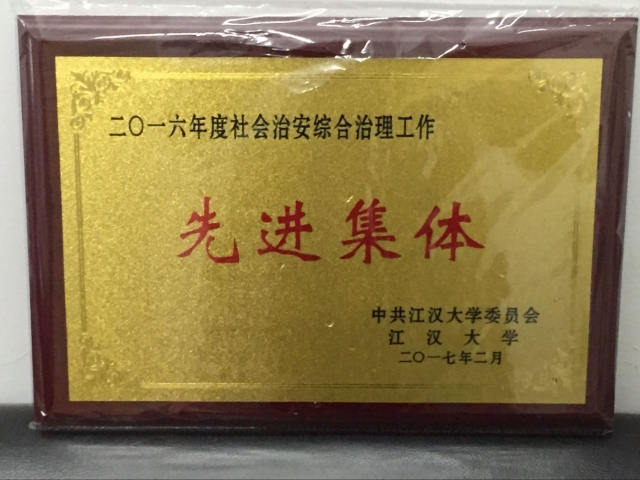 二〇一六年度社会治安综合治理工作
先进集体
中共江汉大学委员会
江汉大学
二〇一七年二月